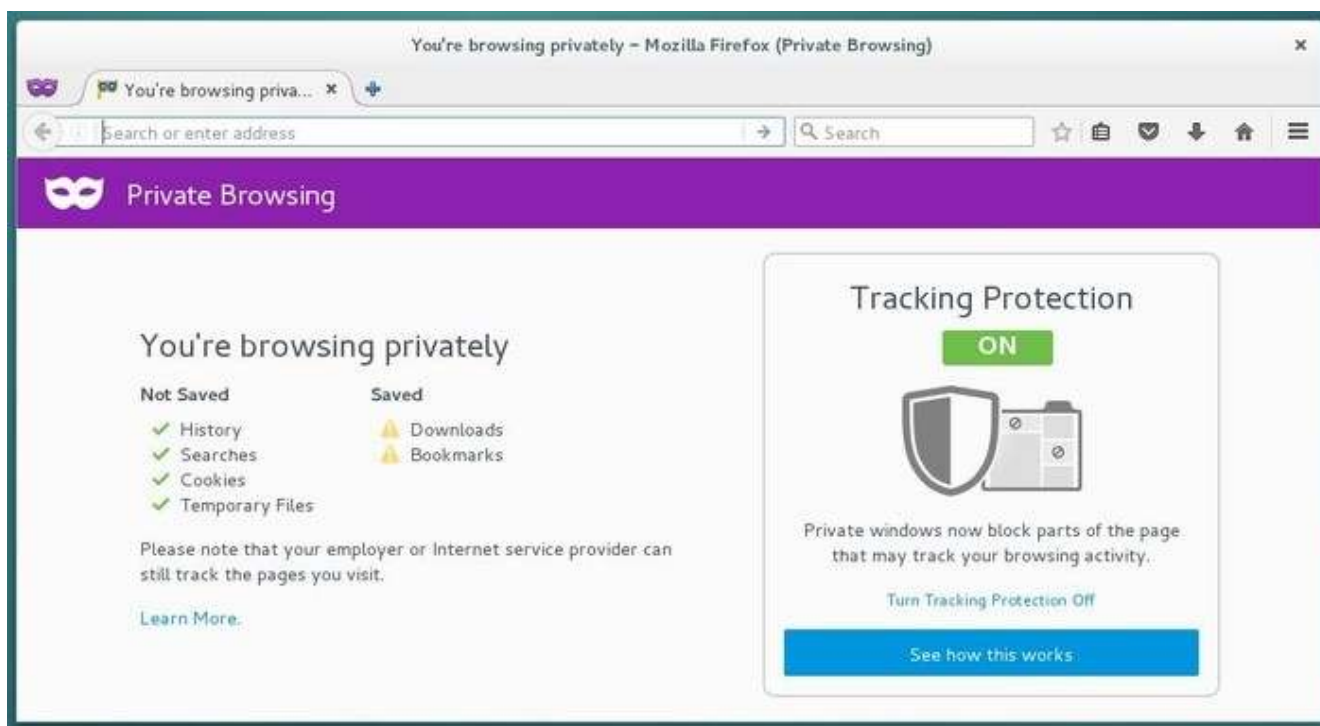 You're browsing privately – Mozilla Firefox (Private Browsing)
You're browsing priva...
Search or enter address
Search
Private Browsing
You're browsing privately
Not Saved
Saved
History
Downloads
Searches
Bookmarks
Cookies
Temporary Files
Please note that your employer or Internet service provider can
still track the pages you visit.
Learn More.
Tracking Protection
ON
Private windows now block parts of the page
that may track your browsing activity.
Turn Tracking Protection Off
See how this works